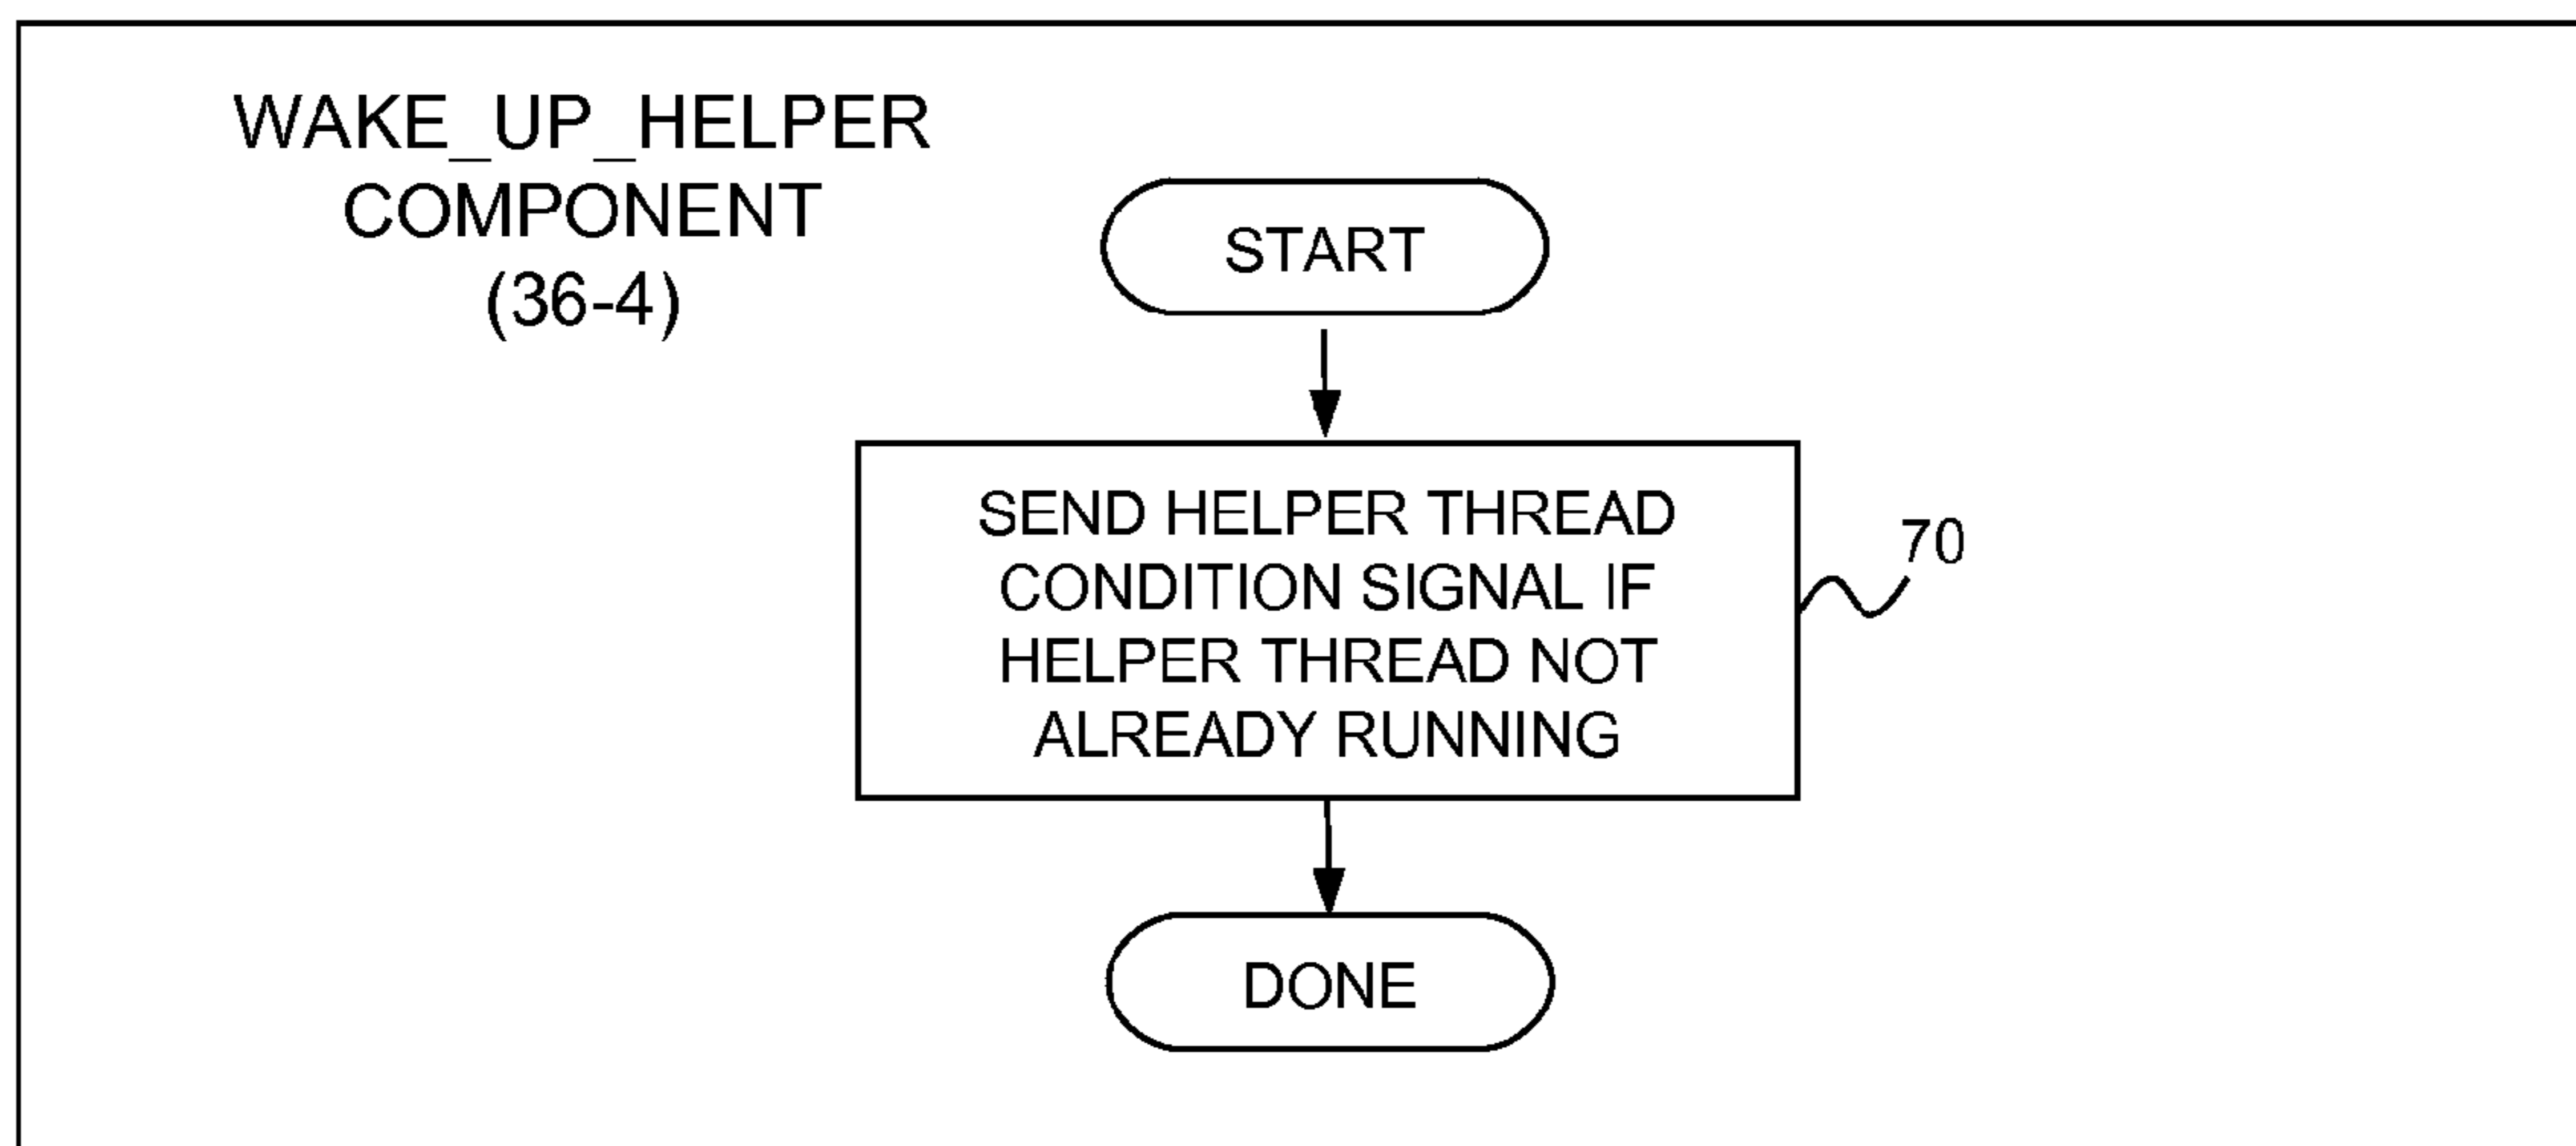 WAKE_UP_HELPER
COMPONENT
(36-4)
START
SEND HELPER THREAD
CONDITION SIGNAL IF
HELPER THREAD NOT
ALREADY RUNNING
70
DONE